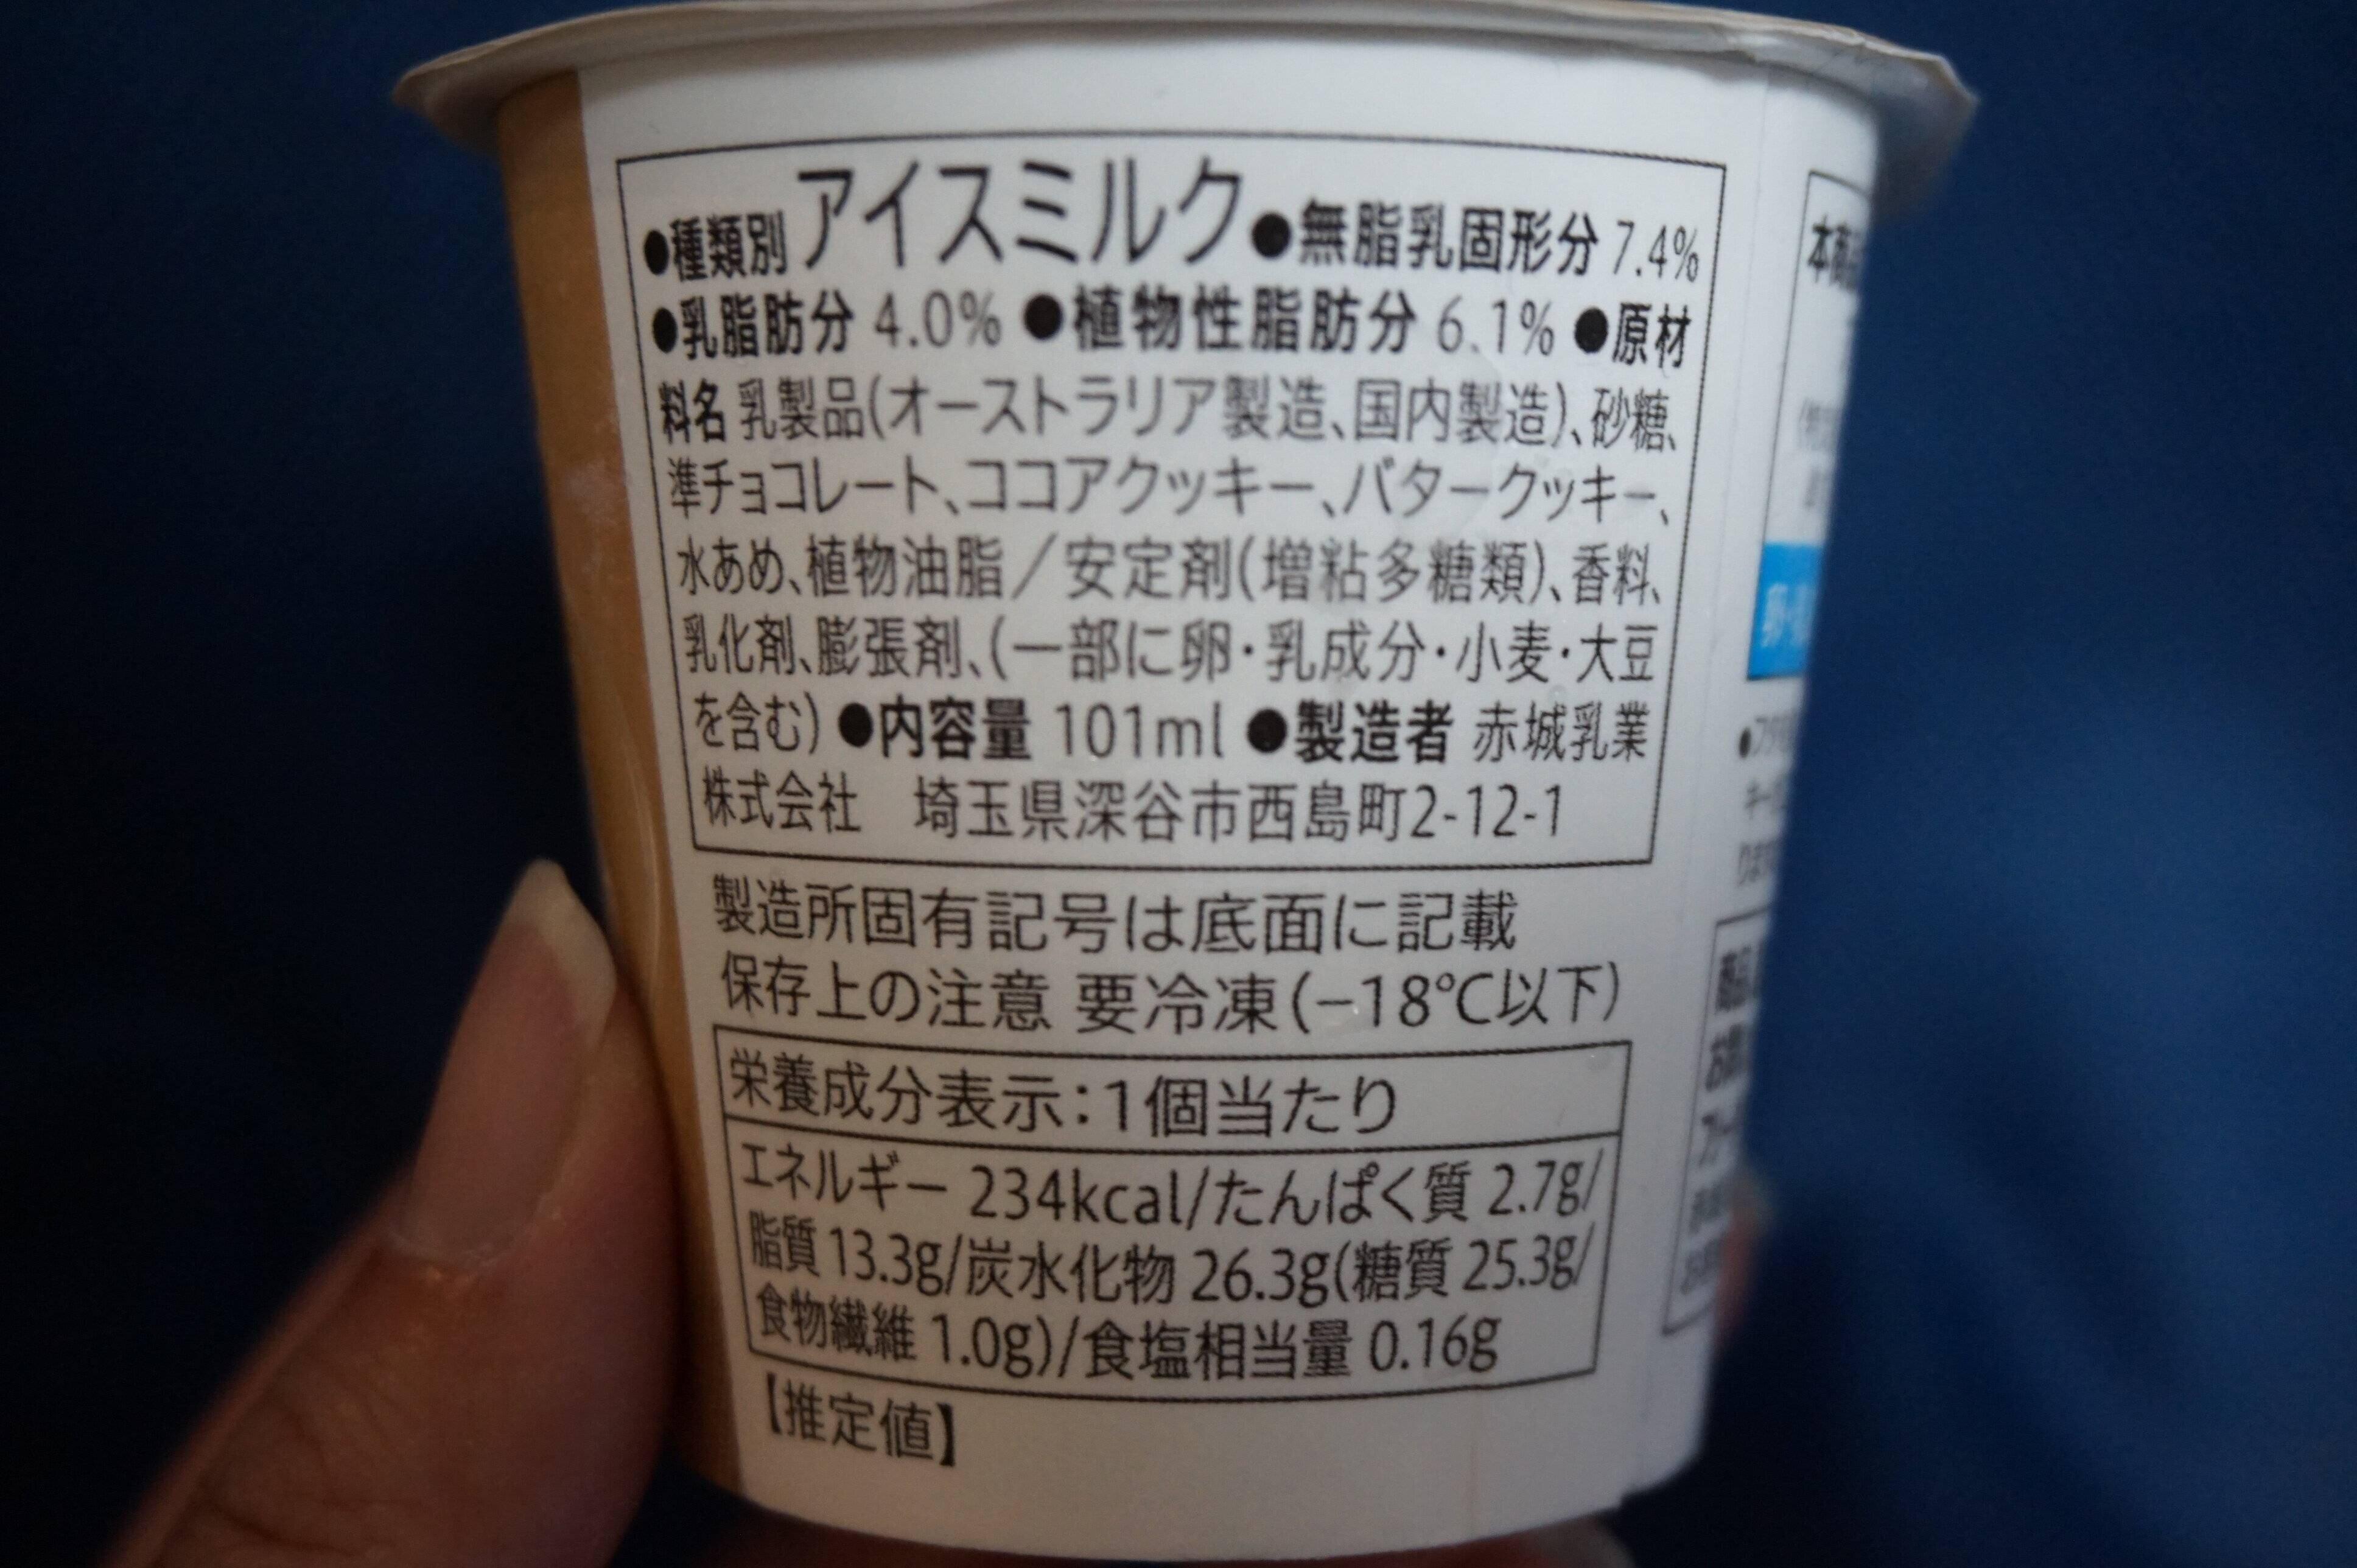 ●種類別 アイスミルク ●無脂乳固形分 7.4%
●乳脂肪分 4.0% ●植物性脂肪分 6.1% ●原材
料名 乳製品(オーストラリア製造、国内製造)、砂糖、
準チョコレート、ココアクッキー、バタークッキー、
水あめ、植物油脂/安定剤(増粘多糖類)、香料、
乳化剤、膨張剤、(一部に卵・乳成分・小麦・大豆
を含む) ●内容量 101ml ●製造者 赤城乳業
株式会社 埼玉県深谷市西島町2-12-1
製造所固有記号は底面に記載
保存上の注意 要冷凍(−18℃以下)
栄養成分表示:1個当たり
エネルギー 234kcal/たんぱく質 2.7g/
脂質 13.3g/炭水化物 26.3g(糖質 25.3g/
食物繊維 1.0g)/食塩相当量 0.16g
【推定値】
本商品